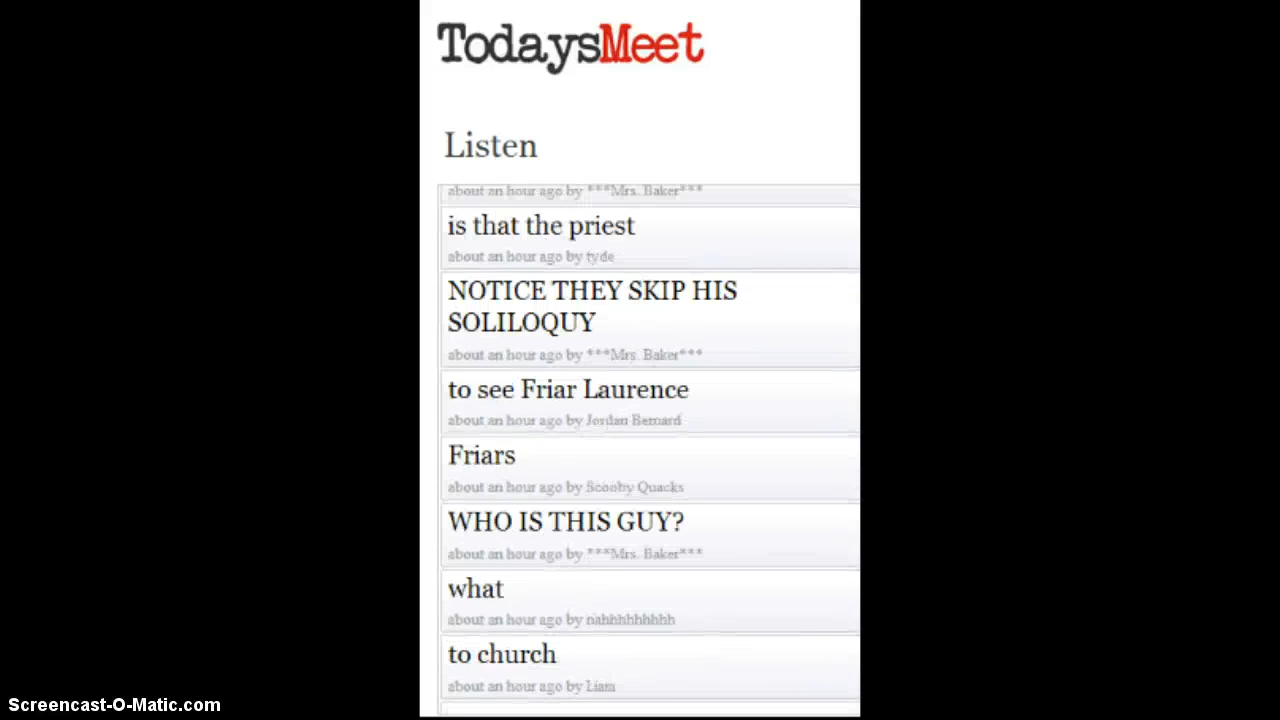 TodaysMeet
Listen
about an hour ago by ***Mrs. Baker***
is that the priest
about an hour ago by tyde
NOTICE THEY SKIP HIS
SOLILOQUY
about an hour ago by ***Mrs. Baker***
to see Friar Laurence
about an hour ago by Jordan Bernard
Friars
about an hour ago by Scooby Quacks
WHO IS THIS GUY?
about an hour ago by ***Mrs. Baker***
what
about an hour ago by nahhhhhhhhh
to church
about an hour ago by Liam
Screencast-O-Matic.com